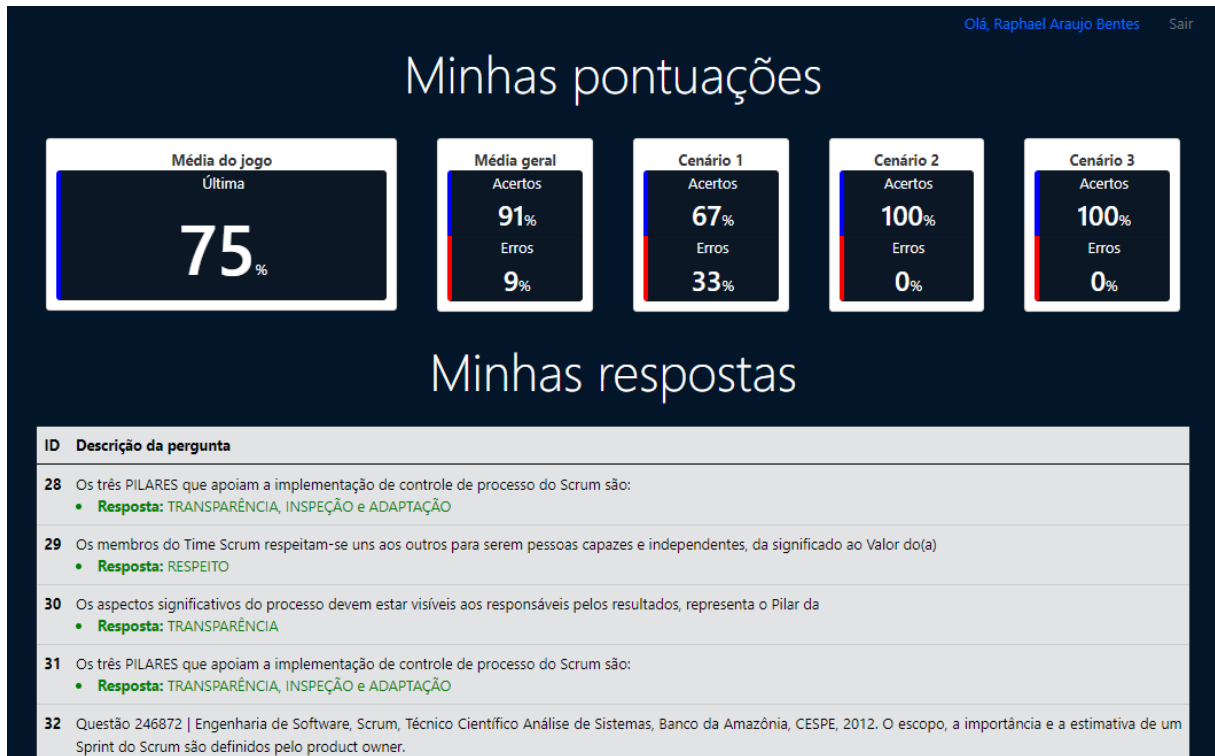 Olá, Raphael Araujo Bentes Sair
Minhas pontuações
Média do jogo
Última
75%
Média geral
Acertos
91%
Erros
9%
Cenário 1
Acertos
67%
Erros
33%
Cenário 2
Acertos
100%
Erros
0%
Cenário 3
Acertos
100%
Erros
0%
Minhas respostas
ID Descrição da pergunta
28 Os três PILARES que apoiam a implementação de controle de processo do Scrum são:
• Resposta: TRANSPARÊNCIA, INSPEÇÃO e ADAPTAÇÃO
29 Os membros do Time Scrum respeitam-se uns aos outros para serem pessoas capazes e independentes, da significado ao Valor do(a)
• Resposta: RESPEITO
30 Os aspectos significativos do processo devem estar visíveis aos responsáveis pelos resultados, representa o Pilar da
• Resposta: TRANSPARÊNCIA
31 Os três PILARES que apoiam a implementação de controle de processo do Scrum são:
• Resposta: TRANSPARÊNCIA, INSPEÇÃO e ADAPTAÇÃO
32 Questão 246872 | Engenharia de Software, Scrum, Técnico Científico Análise de Sistemas, Banco da Amazônia, CESPE, 2012. O escopo, a importância e a estimativa de um
Sprint do Scrum são definidos pelo product owner.